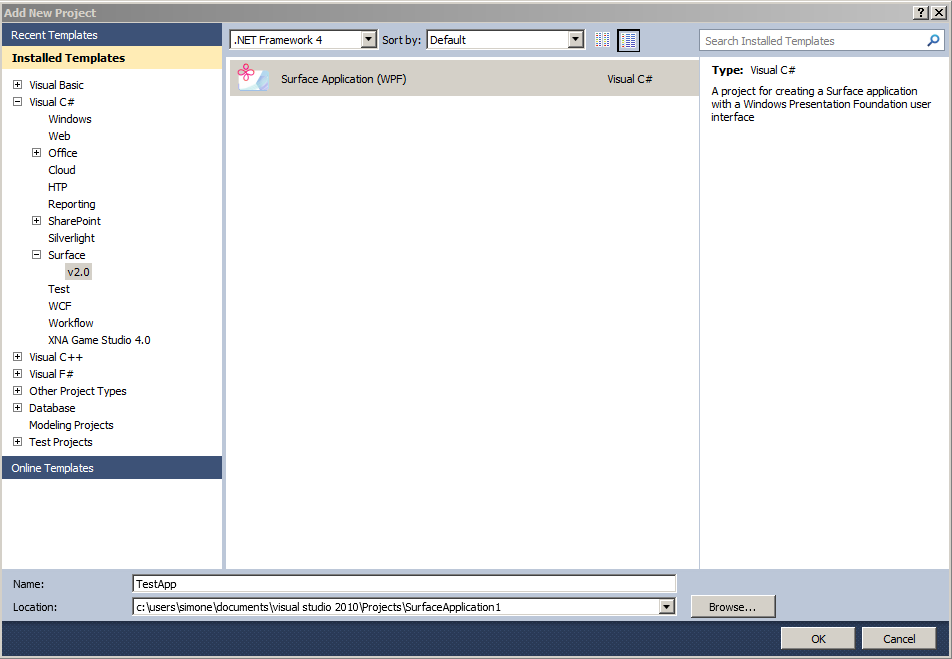 Add New Project
Recent Templates
Installed Templates
Visual Basic
Visual C#
Windows
Web
Office
Cloud
HTP
Reporting
SharePoint
Silverlight
Surface
v2.0
Test
WCF
Workflow
XNA Game Studio 4.0
Visual C++
Visual F#
Other Project Types
Database
Modeling Projects
Test Projects
Online Templates
.NET Framework 4 Sort by: Default
Surface Application (WPF) Visual C#
Search Installed Templates
Type: Visual C#
A project for creating a Surface application
with a Windows Presentation Foundation user
interface
Name: TestApp
Location: c:\users\simone\documents\visual studio 2010\Projects\SurfaceApplication1 Browse...
OK Cancel